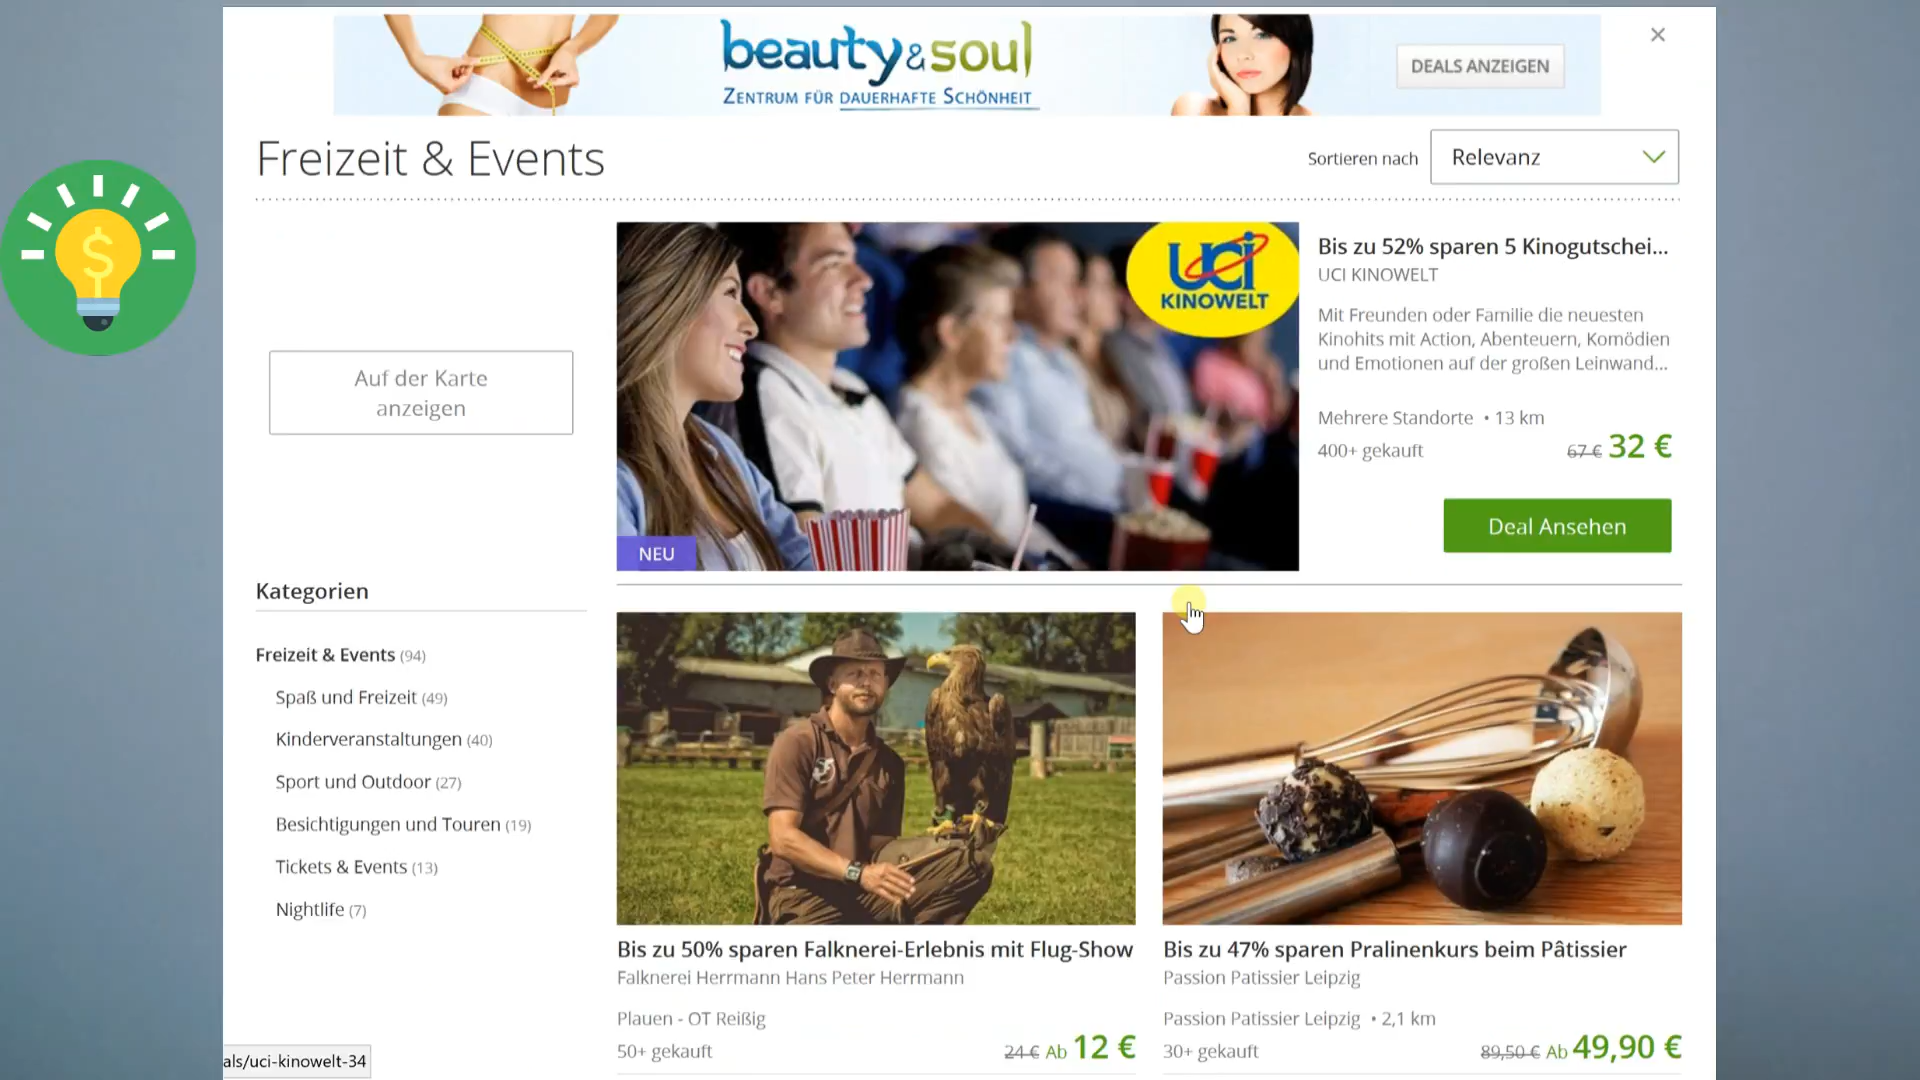 beauty&soul
ZENTRUM FÜR DAUERHAFTE SCHÖNHEIT
DEALS ANZEIGEN
Freizeit & Events
Sortieren nach
Relevanz
$
Auf der Karte
anzeigen
uci
KINOWELT
NEU
Bis zu 52% sparen 5 Kinogutschei...
UCI KINOWELT
Mit Freunden oder Familie die neuesten
Kinohits mit Action, Abenteuern, Komödien
und Emotionen auf der großen Leinwand...
Mehrere Standorte • 13 km
400+ gekauft 67 € 32 €
Deal Ansehen
Kategorien
Freizeit & Events (94)
Spaß und Freizeit (49)
Kinderveranstaltungen (40)
Sport und Outdoor (27)
Besichtigungen und Touren (19)
Tickets & Events (13)
Nightlife (7)
Bis zu 50% sparen Falknerei-Erlebnis mit Flug-Show
Falknerei Herrmann Hans Peter Herrmann
Plauen - OT Reißig
50+ gekauft 24 € Ab 12 €
Bis zu 47% sparen Pralinenkurs beim Pâtissier
Passion Patissier Leipzig
Passion Patissier Leipzig • 2,1 km
30+ gekauft 89,50 € Ab 49,90 €
als/uci-kinowelt-34